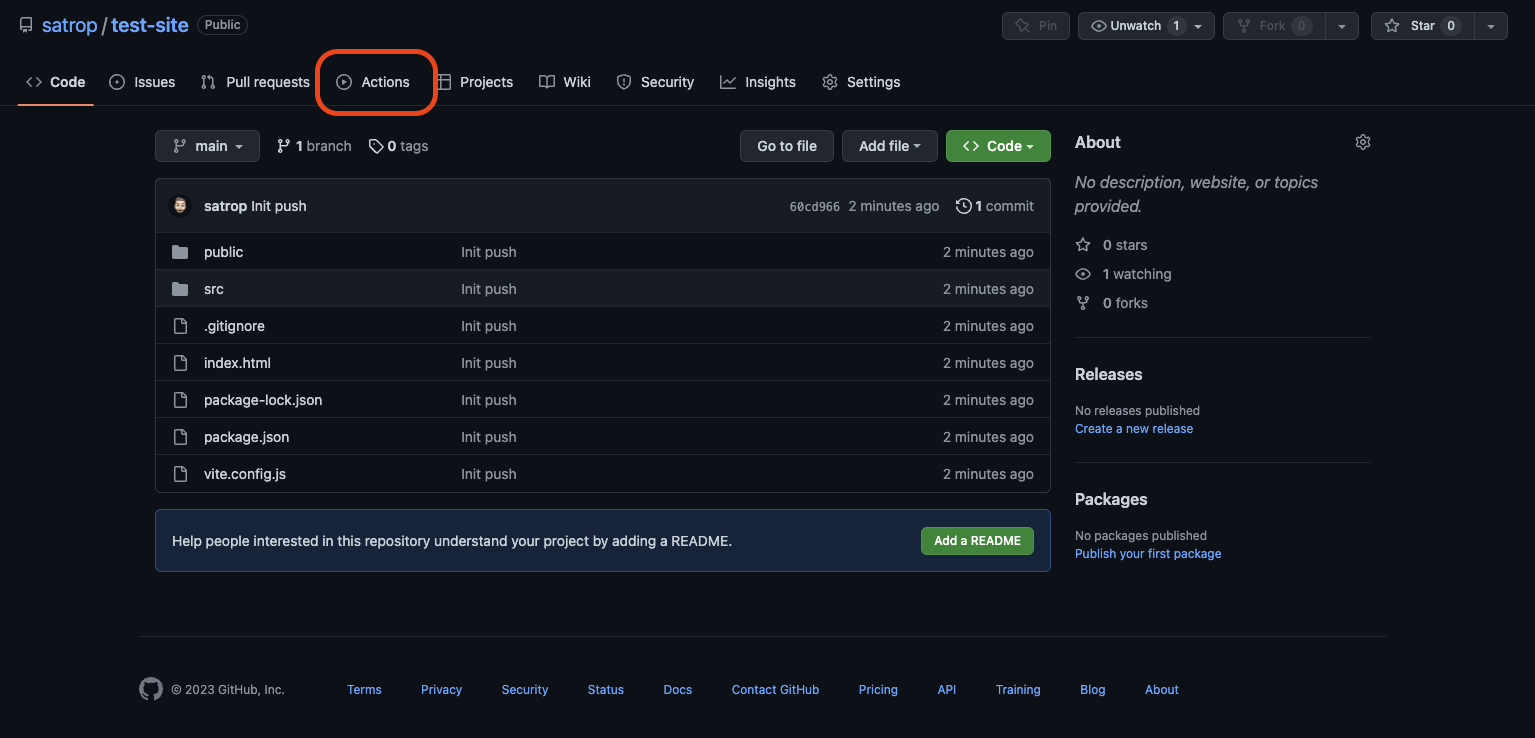 satrop / test-site Public Pin Unwatch 1 Fork 0 Star 0
Code Issues Pull requests Actions Projects Wiki Security Insights Settings
main 1 branch 0 tags Go to file Add file Code
satrop Init push 60cd966 2 minutes ago 1 commit
public Init push 2 minutes ago
src Init push 2 minutes ago
.gitignore Init push 2 minutes ago
index.html Init push 2 minutes ago
package-lock.json Init push 2 minutes ago
package.json Init push 2 minutes ago
vite.config.js Init push 2 minutes ago
Help people interested in this repository understand your project by adding a README. Add a README
About
No description, website, or topics
provided.
0 stars
1 watching
0 forks
Releases
No releases published
Create a new release
Packages
No packages published
Publish your first package
© 2023 GitHub, Inc. Terms Privacy Security Status Docs Contact GitHub Pricing API Training Blog About